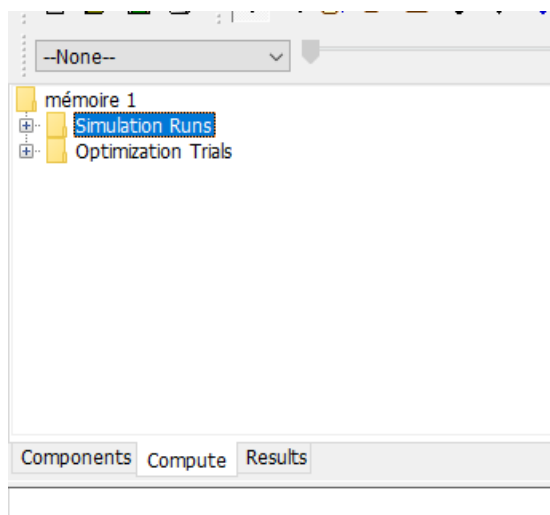 --None--
mémoire 1
Simulation Runs
Optimization Trials
Components Compute Results